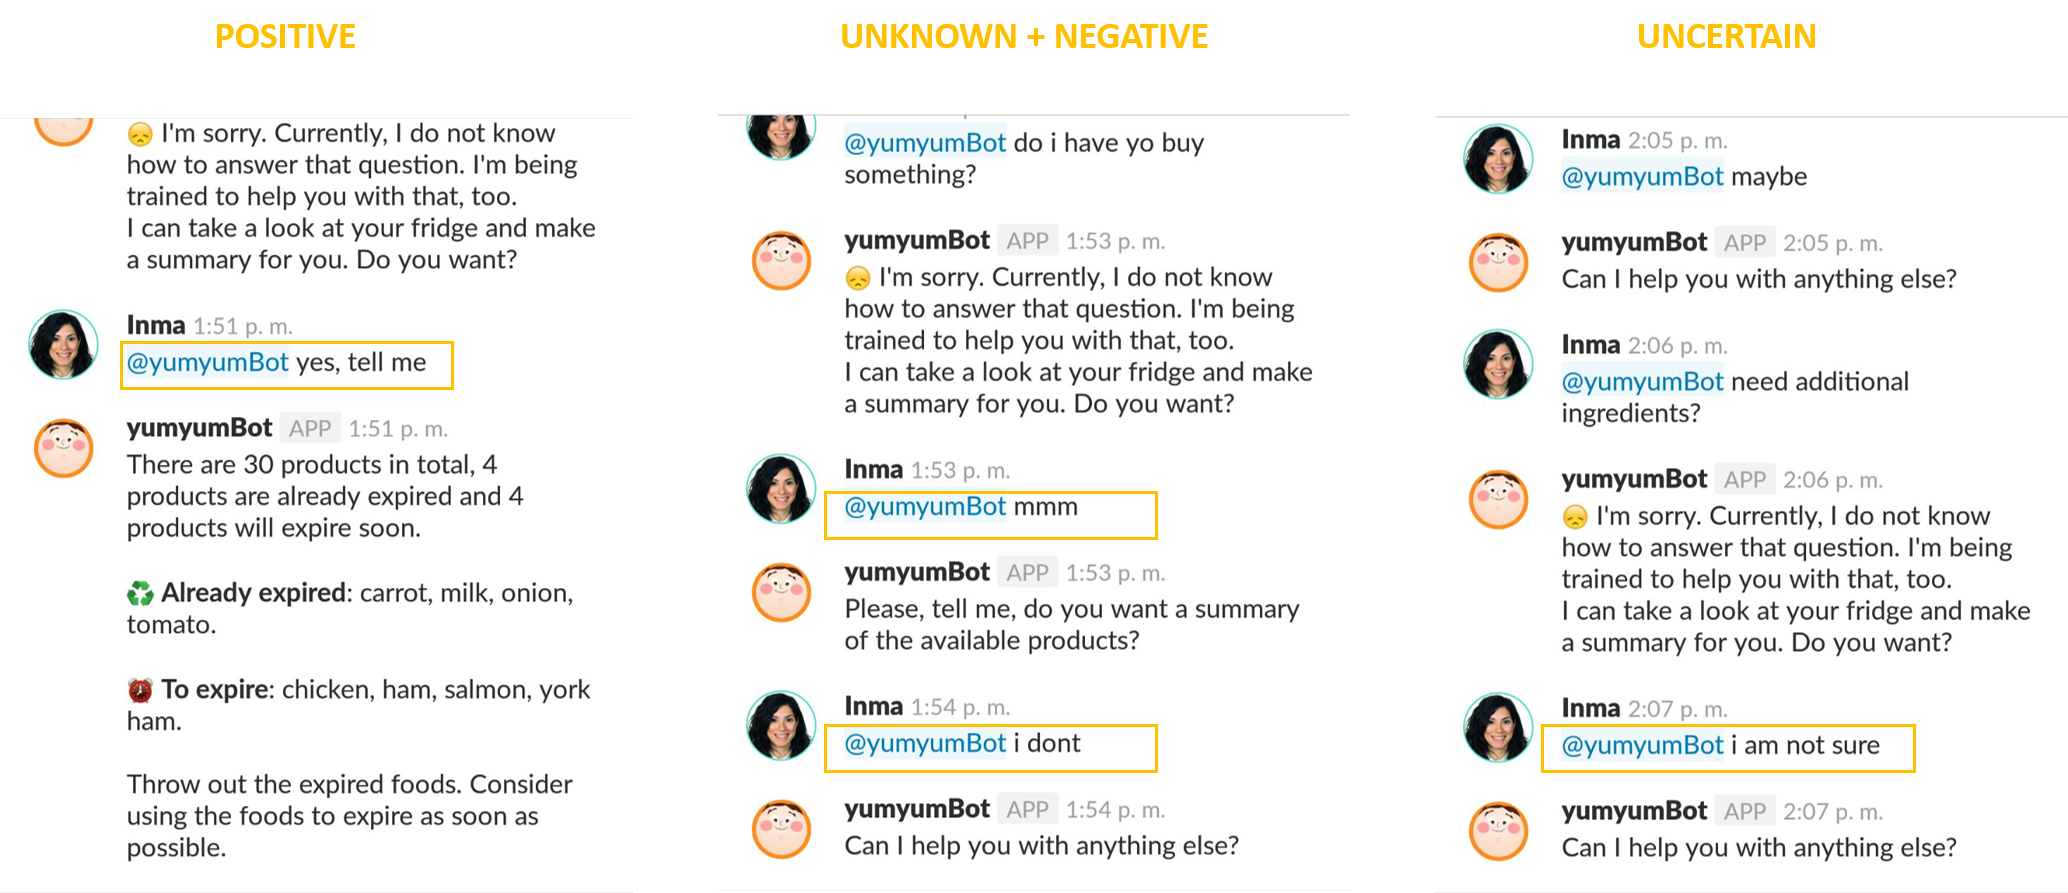 POSITIVE
I'm sorry. Currently, I do not know
how to answer that question. I'm being
trained to help you with that, too.
I can take a look at your fridge and make
a summary for you. Do you want?
Inma 1:51 p. m.
@yumyumBot yes, tell me
yumyumBot APP 1:51 p. m.
There are 30 products in total, 4
products are already expired and 4
products will expire soon.
Already expired: carrot, milk, onion,
tomato.
To expire: chicken, ham, salmon, york
ham.
Throw out the expired foods. Consider
using the foods to expire as soon as
possible.
UNKNOWN + NEGATIVE
@yumyumBot do i have yo buy
something?
yumyumBot APP 1:53 p. m.
I'm sorry. Currently, I do not know
how to answer that question. I'm being
trained to help you with that, too.
I can take a look at your fridge and make
a summary for you. Do you want?
Inma 1:53 p. m.
@yumyumBot mmm
yumyumBot APP 1:53 p. m.
Please, tell me, do you want a summary
of the available products?
Inma 1:54 p. m.
@yumyumBot i dont
yumyumBot APP 1:54 p. m.
Can I help you with anything else?
UNCERTAIN
Inma 2:05 p. m.
@yumyumBot maybe
yumyumBot APP 2:05 p. m.
Can I help you with anything else?
Inma 2:06 p. m.
@yumyumBot need additional
ingredients?
yumyumBot APP 2:06 p. m.
I'm sorry. Currently, I do not know
how to answer that question. I'm being
trained to help you with that, too.
I can take a look at your fridge and make
a summary for you. Do you want?
Inma 2:07 p. m.
@yumyumBot i am not sure
yumyumBot APP 2:07 p. m.
Can I help you with anything else?